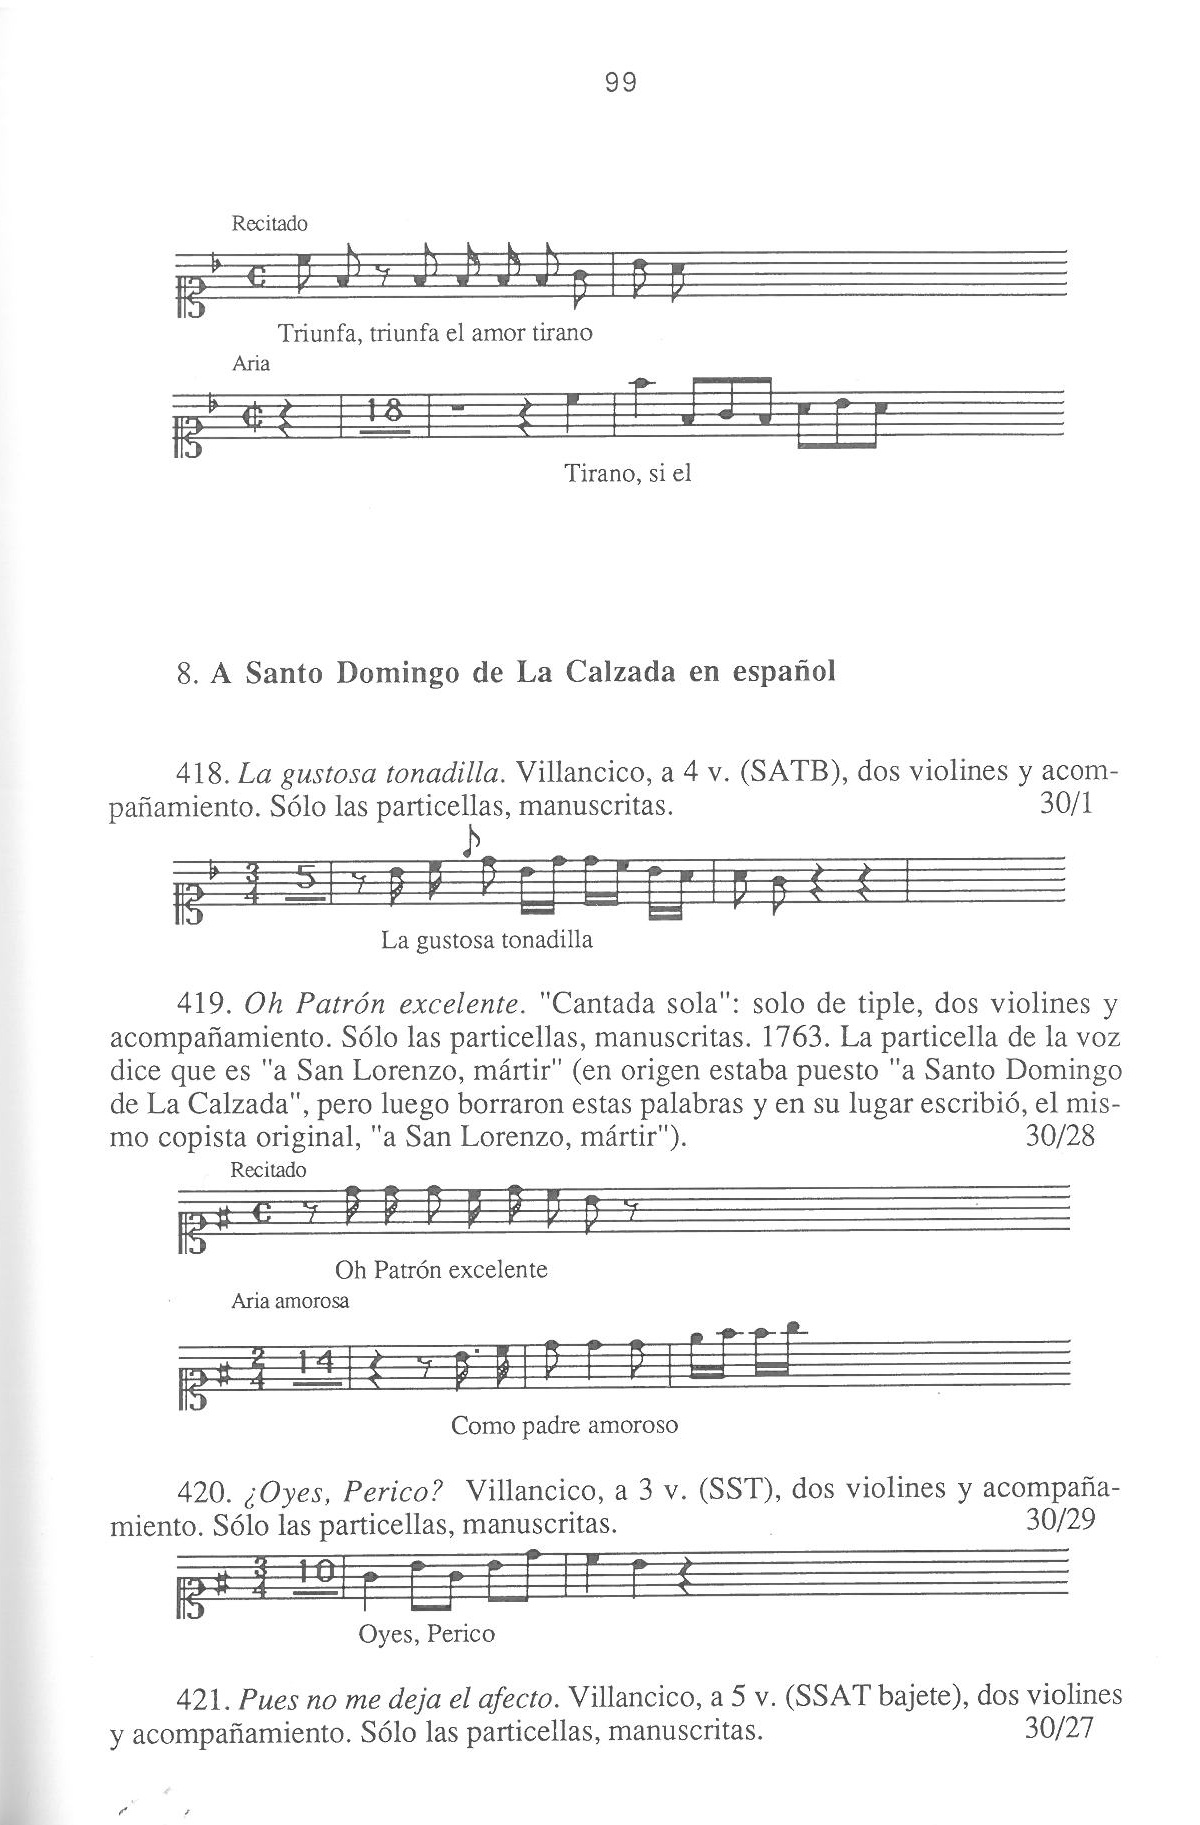 99
Recitado
Triunfa, triunfa el amor tirano
Aria
18
Tirano, si el
8. A Santo Domingo de La Calzada en español
418. La gustosa tonadilla. Villancico, a 4 v. (SATB), dos violines y acom-
pañamiento. Sólo las particellas, manuscritas. 30/1
3/4 5
La gustosa tonadilla
419. Oh Patrón excelente. "Cantada sola": solo de tiple, dos violines y
acompañamiento. Sólo las particellas, manuscritas. 1763. La particella de la voz
dice que es "a San Lorenzo, mártir" (en origen estaba puesto "a Santo Domingo
de La Calzada", pero luego borraron estas palabras y en su lugar escribió, el mis-
mo copista original, "a San Lorenzo, mártir"). 30/28
Recitado
Oh Patrón excelente
Aria amorosa
2/4 14
Como padre amoroso
420. ¿Oyes, Perico? Villancico, a 3 v. (SST), dos violines y acompaña-
miento. Sólo las particellas, manuscritas. 30/29
3/4 10
Oyes, Perico
421. Pues no me deja el afecto. Villancico, a 5 v. (SSAT bajete), dos violines
y acompañamiento. Sólo las particellas, manuscritas. 30/27